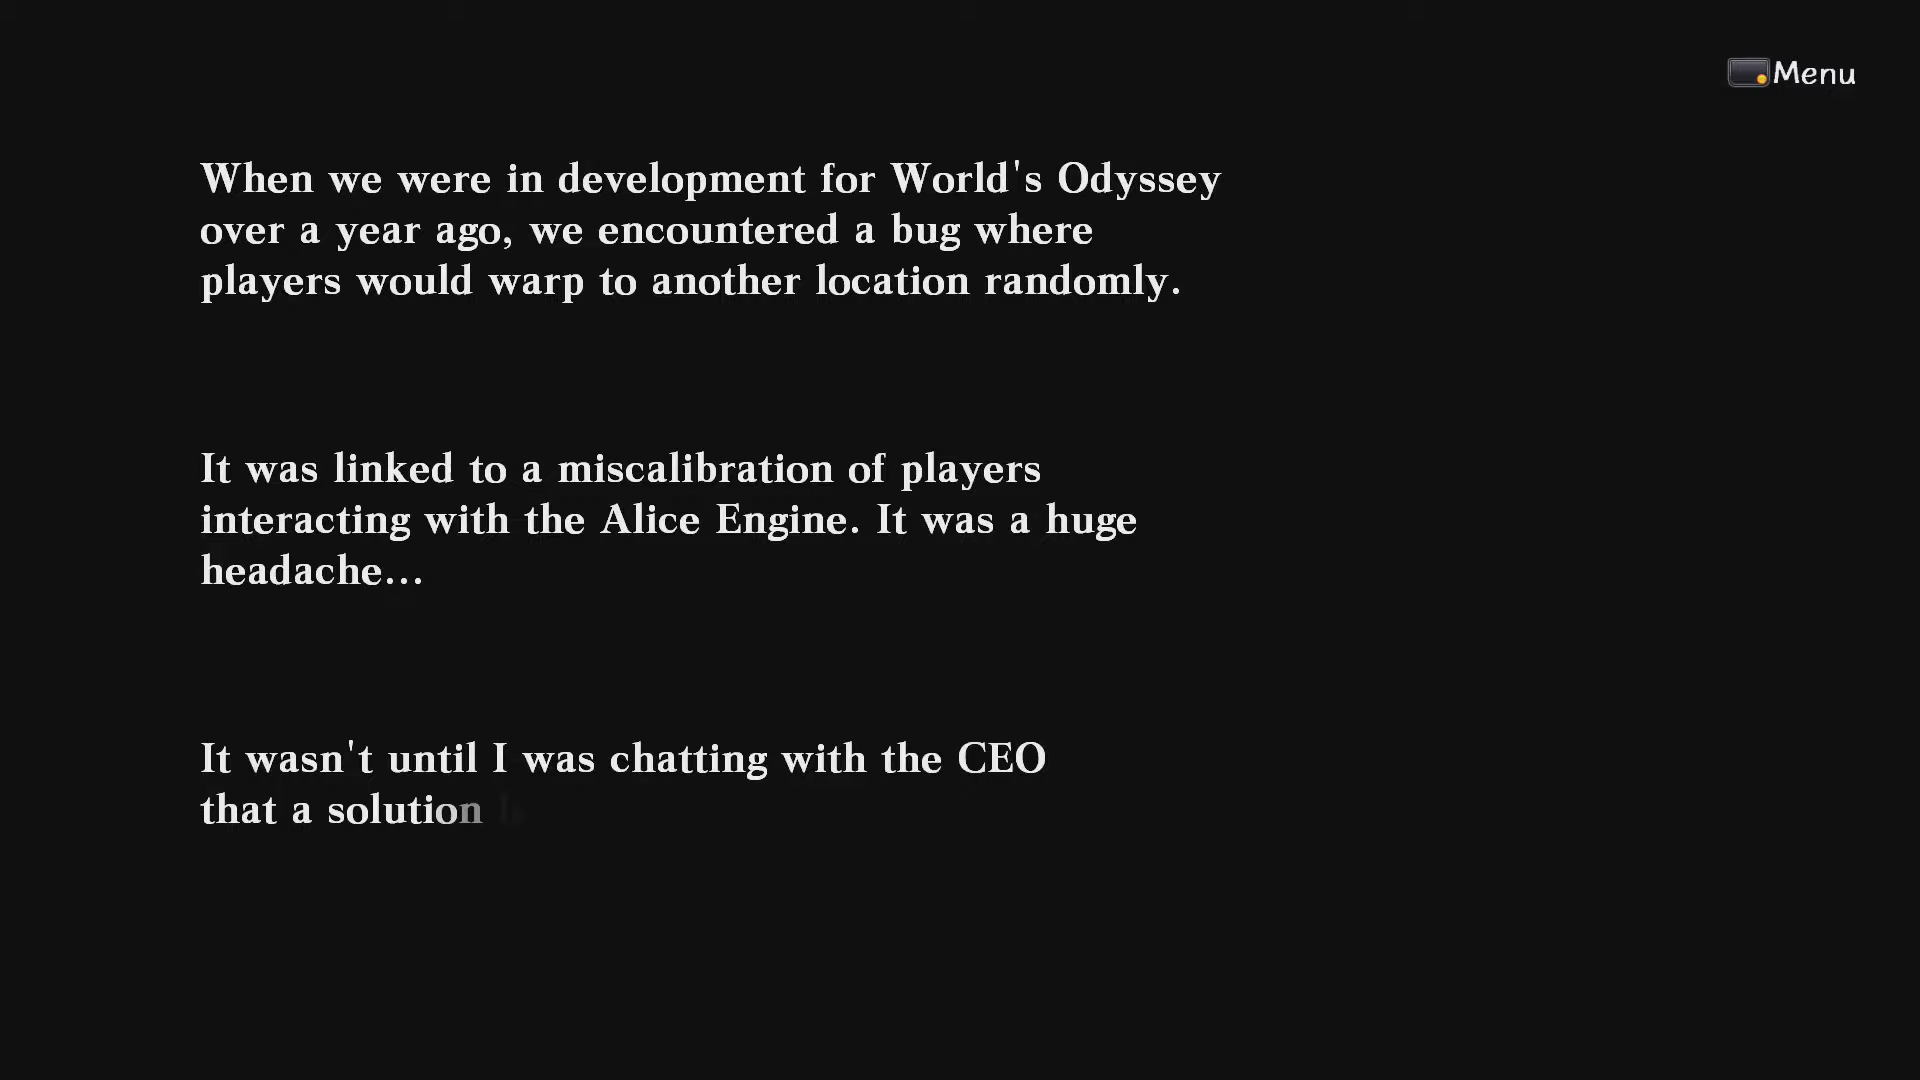 Menu
When we were in development for World's Odyssey
over a year ago, we encountered a bug where
players would warp to another location randomly.
It was linked to a miscalibration of players
interacting with the Alice Engine. It was a huge
headache...
It wasn't until I was chatting with the CEO
that a solution